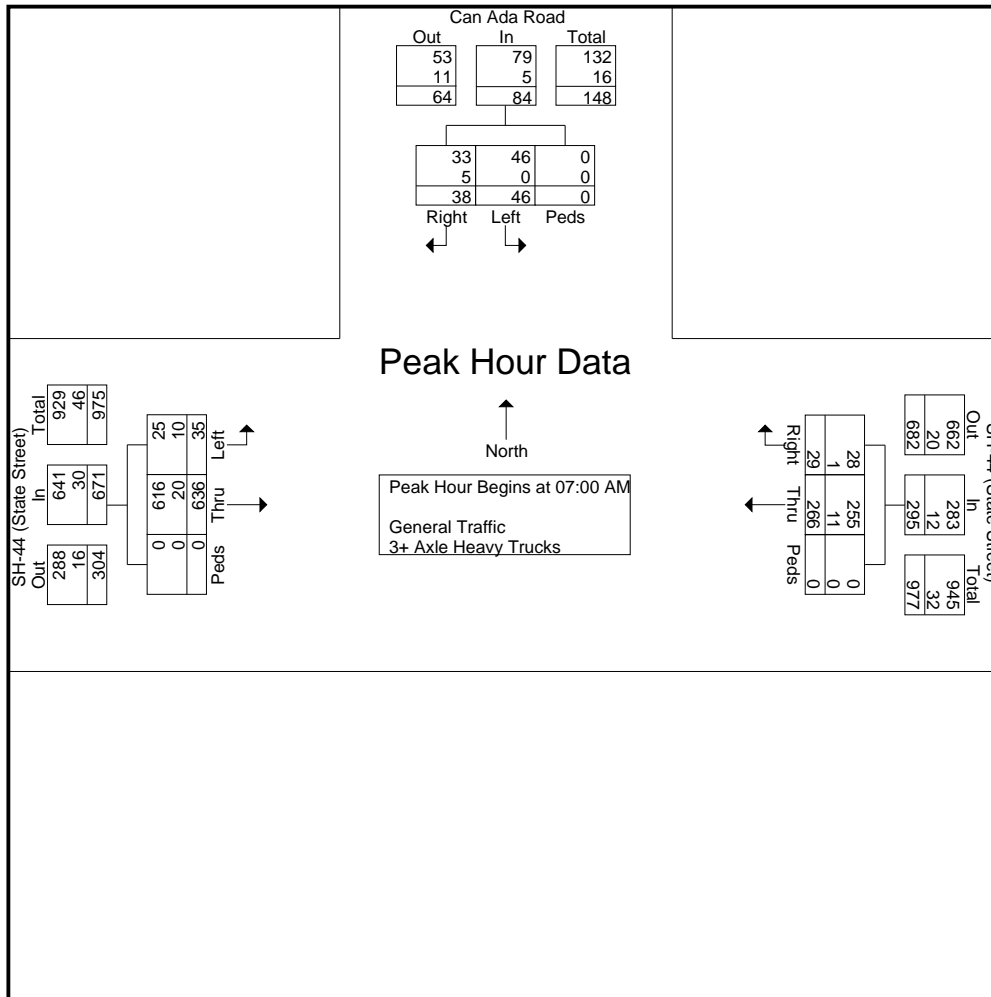 Can Ada Road
Out In Total
53 79 132
11 5 16
64 84 148
33 46 0
5 0 0
38 46 0
Right Left Peds
Peak Hour Data
North
Peak Hour Begins at 07:00 AM
General Traffic
3+ Axle Heavy Trucks
SH-44 (State Street)
Out In Total
288 641 929
16 30 46
304 671 975
25 616 0
10 20 0
35 636 0
Left Thru Peds
SH-44 (State Street)
Out In Total
662 283 945
20 12 32
682 295 977
28 255 0
1 11 0
29 266 0
Right Thru Peds